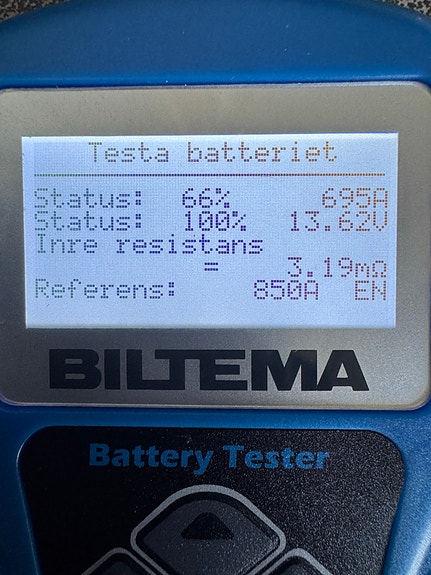 Testa batteriet
Status: 66% 695A
Status: 100% 13.62V
Inre resistans
= 3.19mΩ
Referens: 850A EN
BILTEMA
Battery Tester